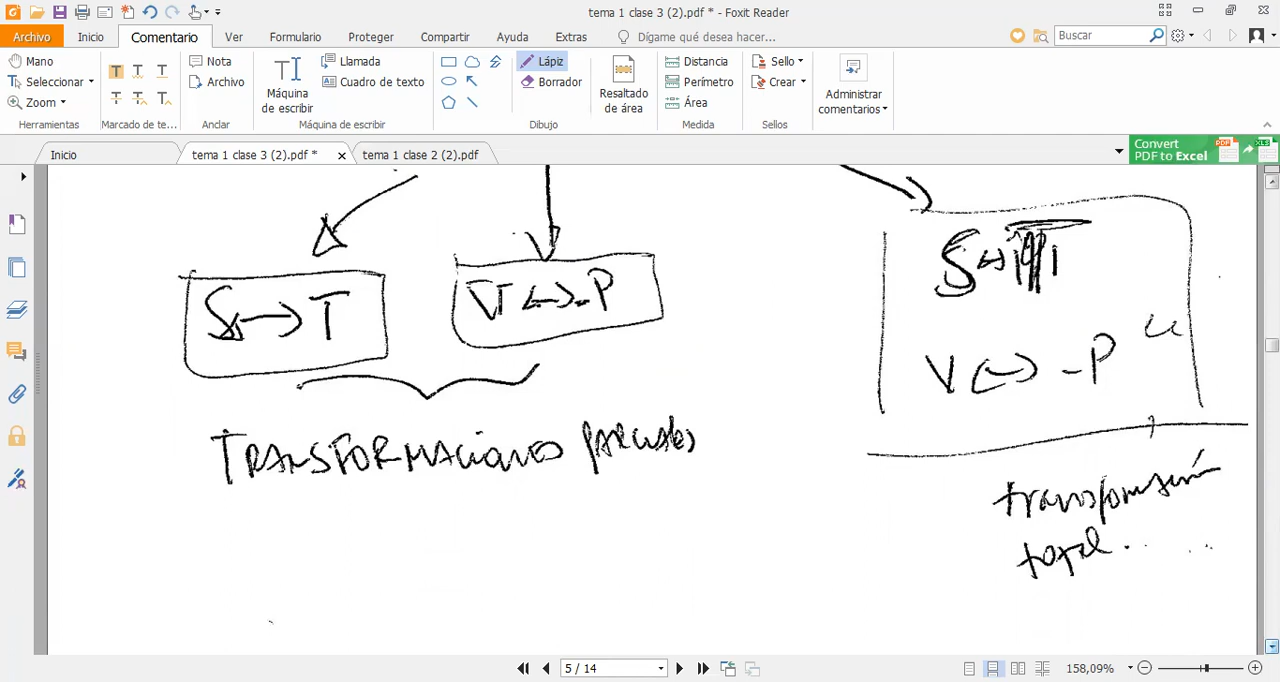 tema 1 clase 3 (2).pdf * - Foxit Reader
Archivo Inicio Comentario Ver Formulario Proteger Compartir Ayuda Extras Dígame qué desea hacer... Buscar
Mano
Seleccionar
Zoom
Herramientas
Marcado de te...
Nota
Archivo
Anclar
Máquina
de escribir
Llamada
Cuadro de texto
Máquina de escribir
Lápiz
Borrador
Dibujo
Resaltado
de área
Distancia
Perímetro
Área
Medida
Sello
Crear
Sellos
Administrar
comentarios
Inicio
tema 1 clase 3 (2).pdf *
tema 1 clase 2 (2).pdf
Convert
PDF to Excel
PDF
XLS
S → T
V ↔ -P
S ↔ T
V ↔ -P
TRANSFORMACIONES PARCIALES
transformación
total.. ...
5 / 14
158,09%